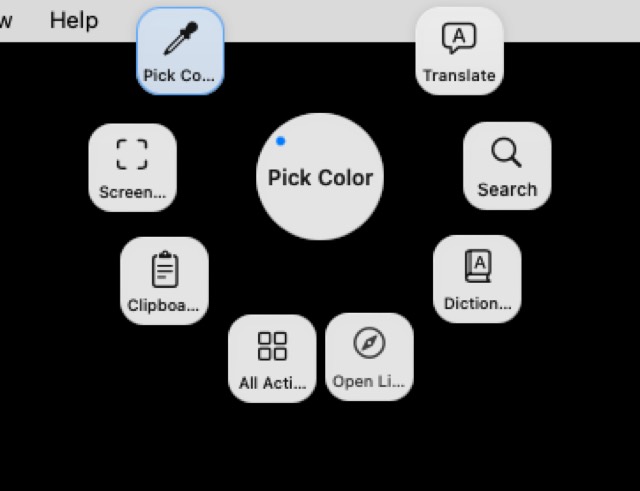 w Help
Pick Co...
Translate
Screen...
Pick Color
Search
Clipboa...
Diction...
All Acti...
Open Li...